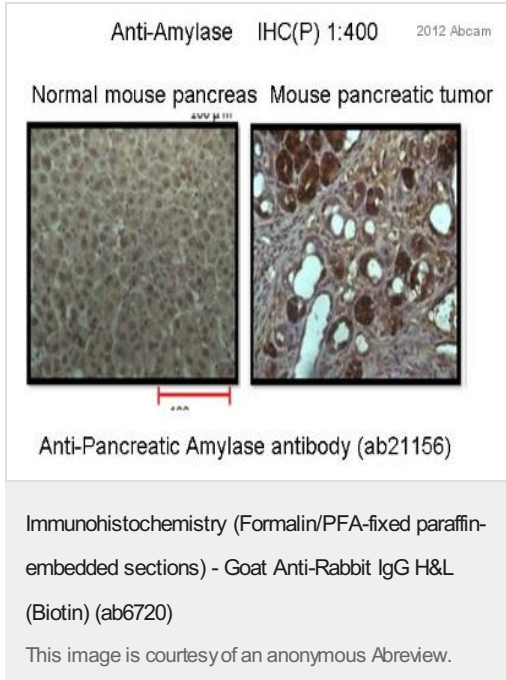 Anti-Amylase IHC(P) 1:400 2012 Abcam
Normal mouse pancreas Mouse pancreatic tumor
Anti-Pancreatic Amylase antibody (ab21156)
Immunohistochemistry (Formalin/PFA-fixed paraffin-
embedded sections) - Goat Anti-Rabbit IgG H&L
(Biotin) (ab6720)
This image is courtesy of an anonymous Abreview.